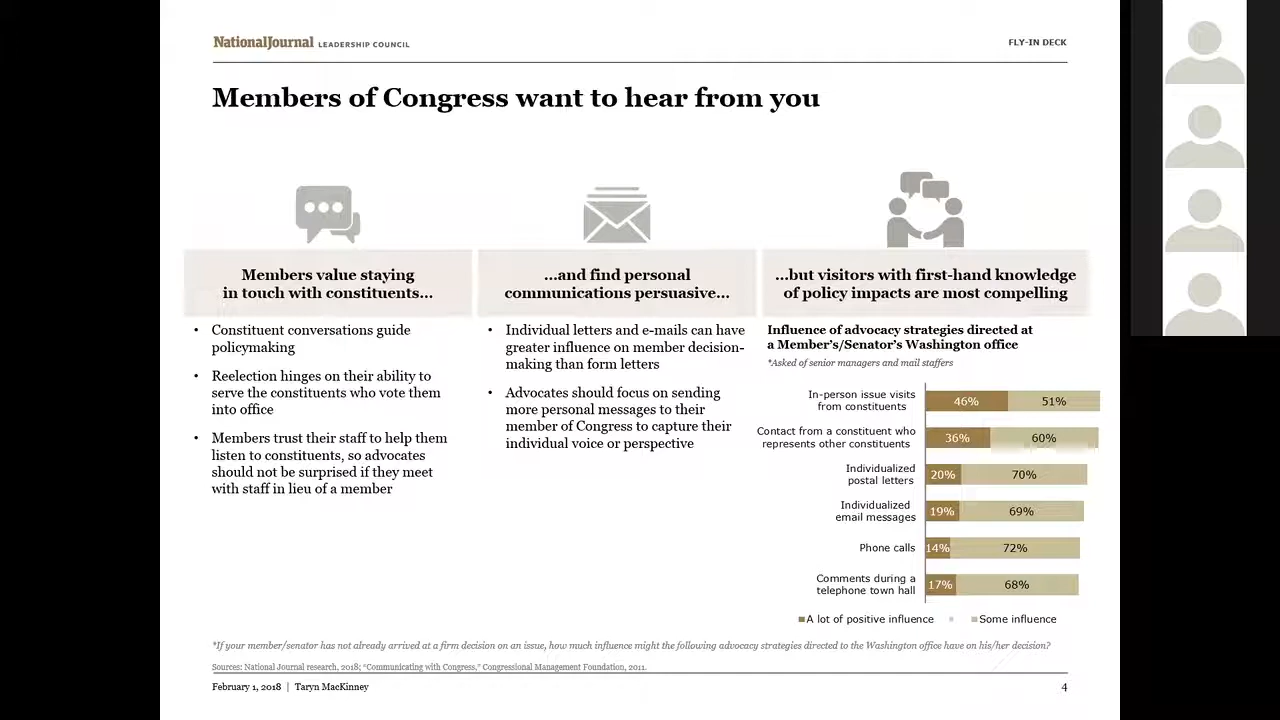 NationalJournal LEADERSHIP COUNCIL
FLY-IN DECK
Members of Congress want to hear from you
Members value staying
in touch with constituents...
• Constituent conversations guide
policymaking
• Reelection hinges on their ability to
serve the constituents who vote them
into office
• Members trust their staff to help them
listen to constituents, so advocates
should not be surprised if they meet
with staff in lieu of a member
...and find personal
communications persuasive...
• Individual letters and e-mails can have
greater influence on member decision-
making than form letters
• Advocates should focus on sending
more personal messages to their
member of Congress to capture their
individual voice or perspective
...but visitors with first-hand knowledge
of policy impacts are most compelling
Influence of advocacy strategies directed at
a Member's/Senator's Washington office
*Asked of senior managers and mail staffers
In-person issue visits
from constituents
46% 51%
Contact from a constituent who
represents other constituents
36% 60%
Individualized
postal letters
20% 70%
Individualized
email messages
19% 69%
Phone calls
14% 72%
Comments during a
telephone town hall
17% 68%
A lot of positive influence
Some influence
*If your member/senator has not already arrived at a firm decision on an issue, how much influence might the following advocacy strategies directed to the Washington office have on his/her decision?
Sources: National Journal research, 2018; "Communicating with Congress," Congressional Management Foundation, 2011.
February 1, 2018 | Taryn MacKinney
4